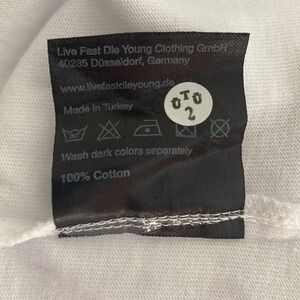 Live Fast Die Young Clothing GmbH
40235 Düsseldorf, Germany
www.livefastdieyoung.de
Made in Turkey
OTO
2
30°
Wash dark colors separately
100% Cotton